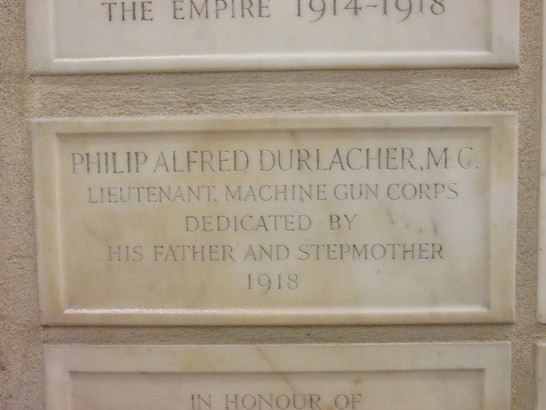 THE EMPIRE 1914-1918
PHILIP ALFRED DURLACHER, M.C.
LIEUTENANT, MACHINE GUN CORPS
DEDICATED BY
HIS FATHER AND STEPMOTHER
1918
IN HONOUR OF